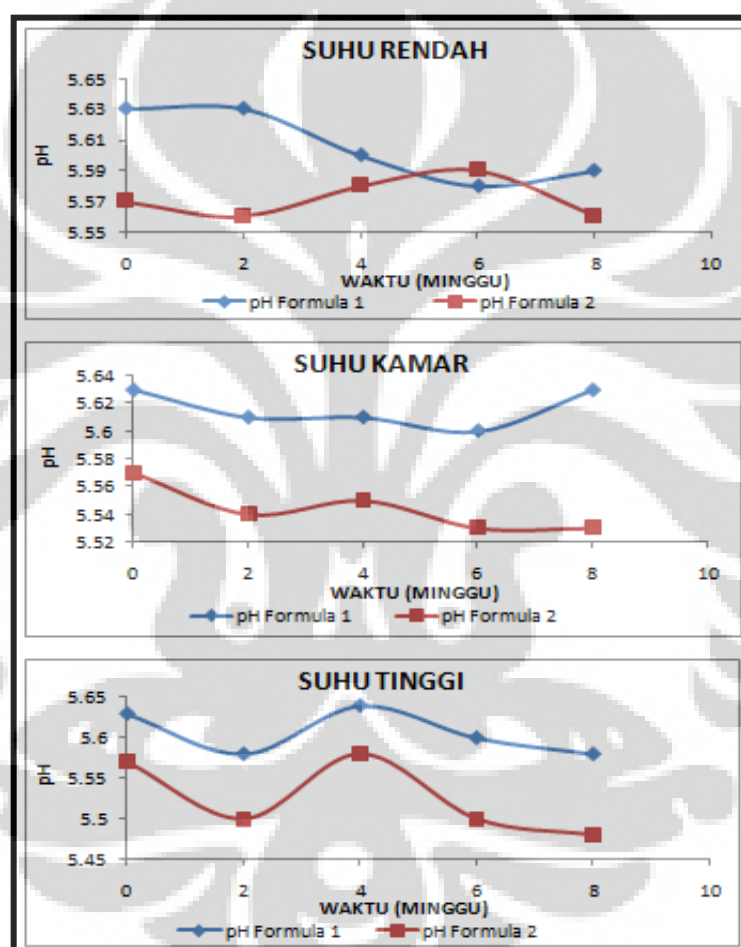 SUHU RENDAH
5.65
5.63
5.61
5.59
5.57
5.55
pH
0 2 4 6 8 10
WAKTU (MINGGU)
pH Formula 1 pH Formula 2
SUHU KAMAR
5.64
5.62
5.6
5.58
5.56
5.54
5.52
pH
0 2 4 6 8 10
WAKTU (MINGGU)
pH Formula 1 pH Formula 2
SUHU TINGGI
5.65
5.6
5.55
5.5
5.45
pH
0 2 4 6 8 10
WAKTU (MINGGU)
pH Formula 1 pH Formula 2